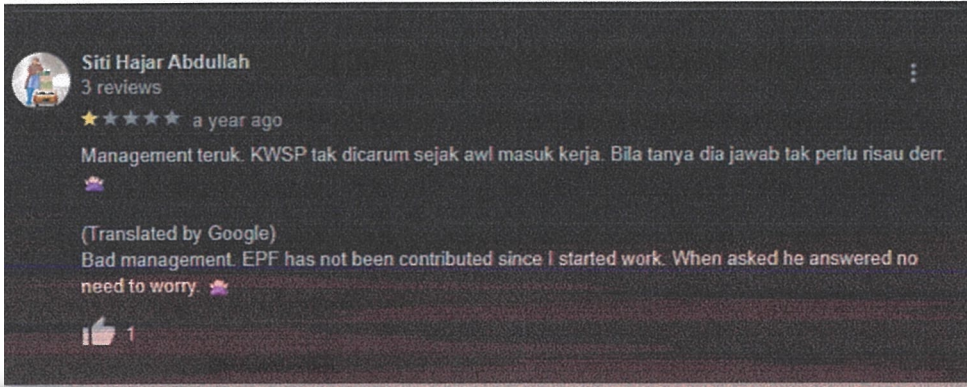 Siti Hajar Abdullah
3 reviews
a year ago
Management teruk. KWSP tak dicarum sejak awl masuk kerja. Bila tanya dia jawab tak perlu risau derr.
(Translated by Google)
Bad management. EPF has not been contributed since I started work. When asked he answered no
need to worry.
1